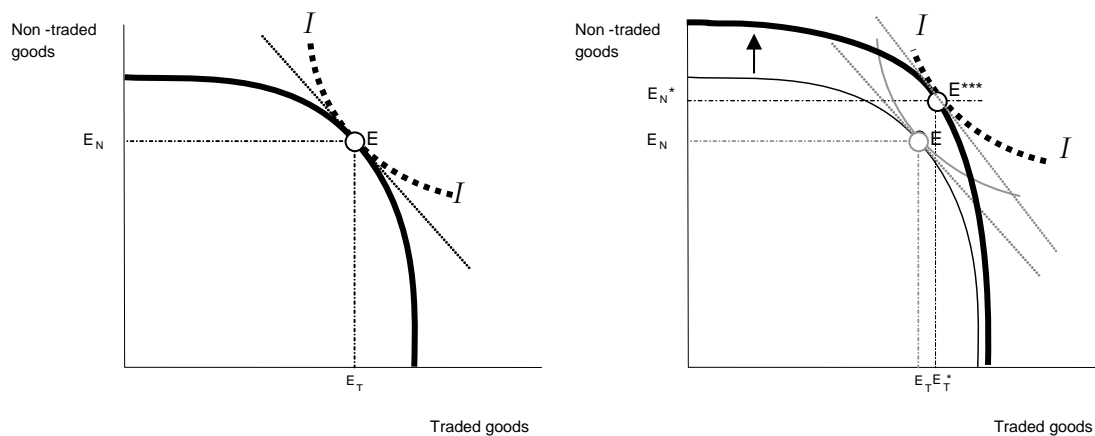 Non -traded
goods
I
E
E N
I
E T
Traded goods
Non -traded
goods
I
E***
E N *
E
E N
I
E T E T *
Traded goods